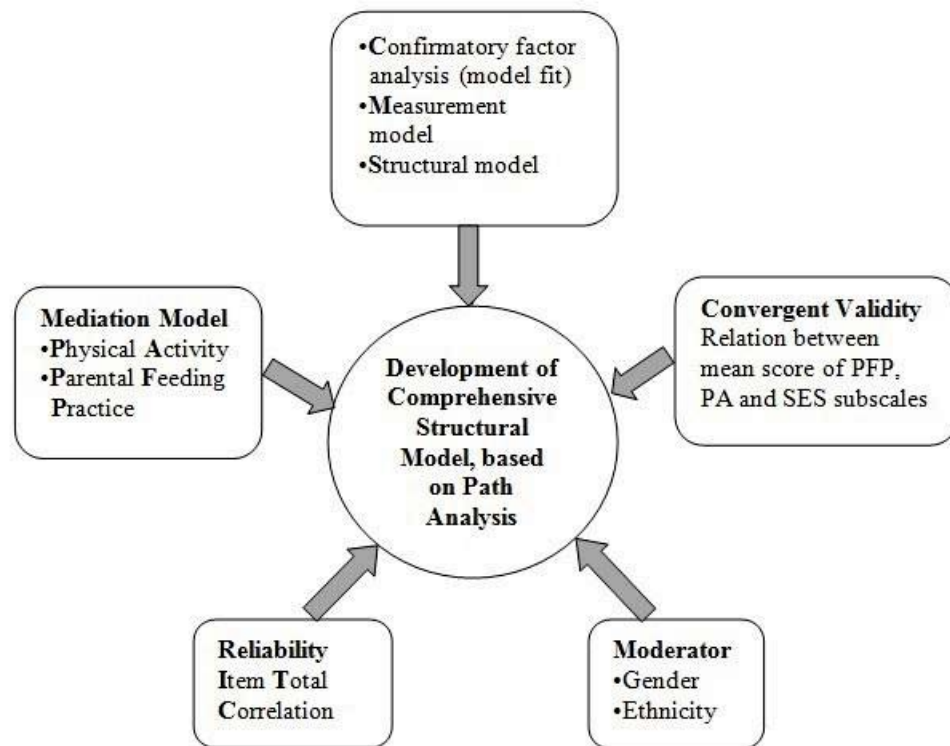 •Confirmatory factor
analysis (model fit)
•Measurement
model
•Structural model
Mediation Model
•Physical Activity
•Parental Feeding
Practice
Convergent Validity
Relation between
mean score of PFP,
PA and SES subscales
Development of
Comprehensive
Structural
Model, based
on Path
Analysis
Reliability
Item Total
Correlation
Moderator
•Gender
•Ethnicity